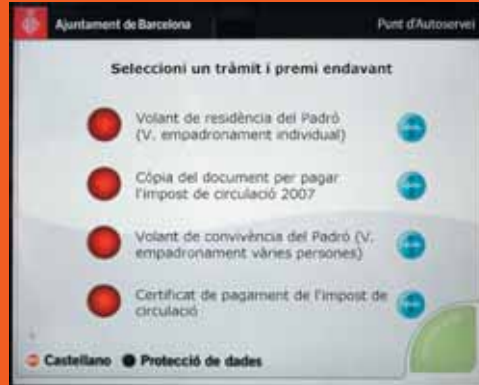 Ajuntament de Barcelona
Punt d'Autoservei
Seleccioni un tràmit i premi endavant
Volant de residència del Padró
(V. empadronament individual)
Còpia del document per pagar
l'impost de circulació 2007
Volant de convivència del Padró (V.
empadronament vàries persones)
Certificat de pagament de l'impost de
circulació
Castellano
Protecció de dades